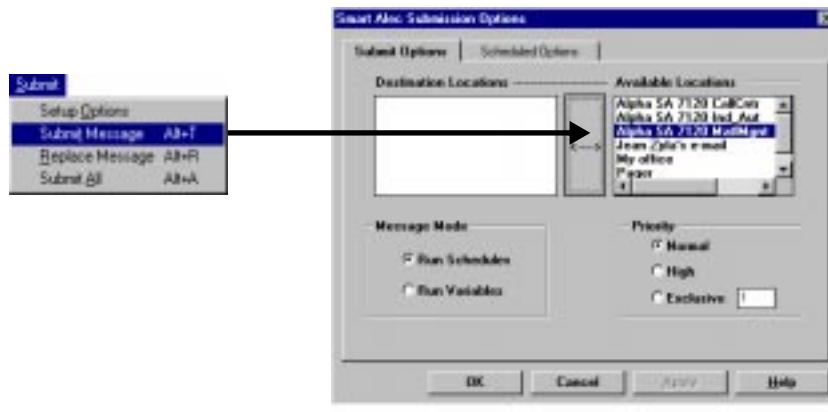 Submit
Setup Options
Submit Message Alt+T
Replace Message Alt+R
Submit All Alt+A
Smart Alec Submission Options
Submit Options
Scheduled Options
Destination Locations
Available Locations
Alpha SA 7120 CallCen
Alpha SA 7120 Ind_Aut
Alpha SA 7120 MallMgmt
Jean Zyla's e-mail
My office
Pager
<--->
Message Mode
Run Schedules
Run Variables
Priority
Normal
High
Exclusive 1
OK
Cancel
Apply
Help